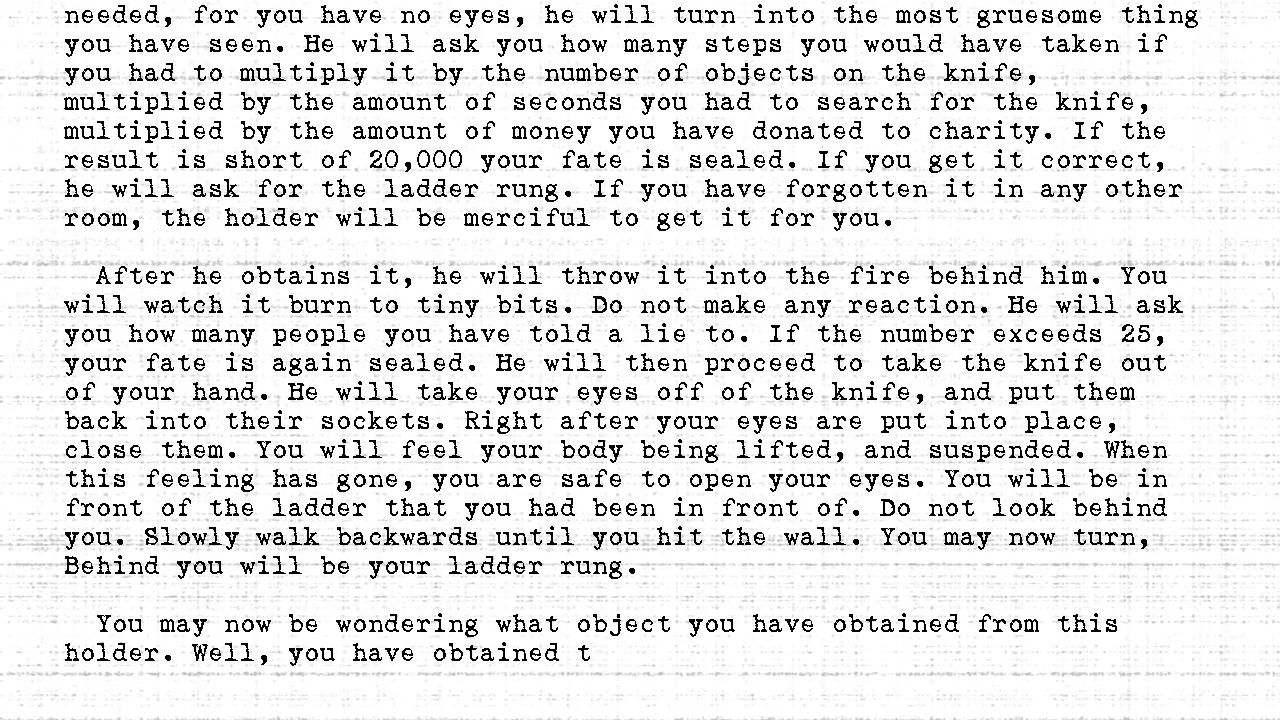 needed, for you have no eyes, he will turn into the most gruesome thing
you have seen. He will ask you how many steps you would have taken if
you had to multiply it by the number of objects on the knife,
multiplied by the amount of seconds you had to search for the knife,
multiplied by the amount of money you have donated to charity. If the
result is short of 20,000 your fate is sealed. If you get it correct,
he will ask for the ladder rung. If you have forgotten it in any other
room, the holder will be merciful to get it for you.
After he obtains it, he will throw it into the fire behind him. You
will watch it burn to tiny bits. Do not make any reaction. He will ask
you how many people you have told a lie to. If the number exceeds 25,
your fate is again sealed. He will then proceed to take the knife out
of your hand. He will take your eyes off of the knife, and put them
back into their sockets. Right after your eyes are put into place,
close them. You will feel your body being lifted, and suspended. When
this feeling has gone, you are safe to open your eyes. You will be in
front of the ladder that you had been in front of. Do not look behind
you. Slowly walk backwards until you hit the wall. You may now turn,
Behind you will be your ladder rung.
You may now be wondering what object you have obtained from this
holder. Well, you have obtained t